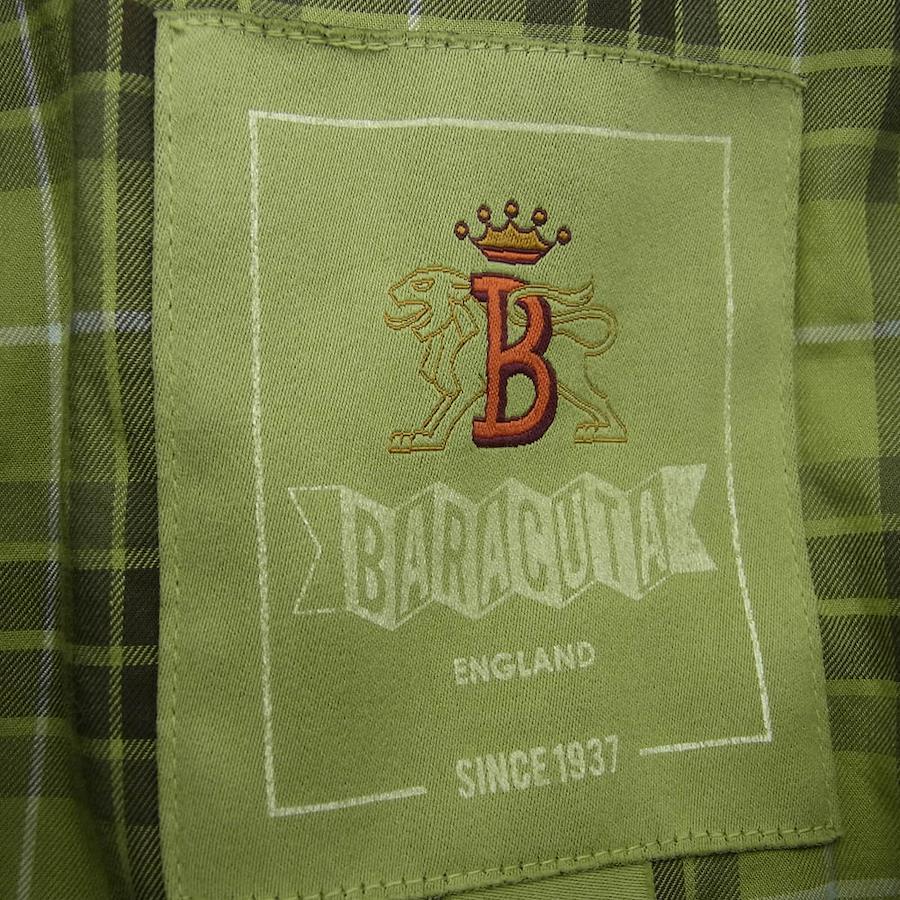 B
BARACUTA
ENGLAND
SINCE 1937